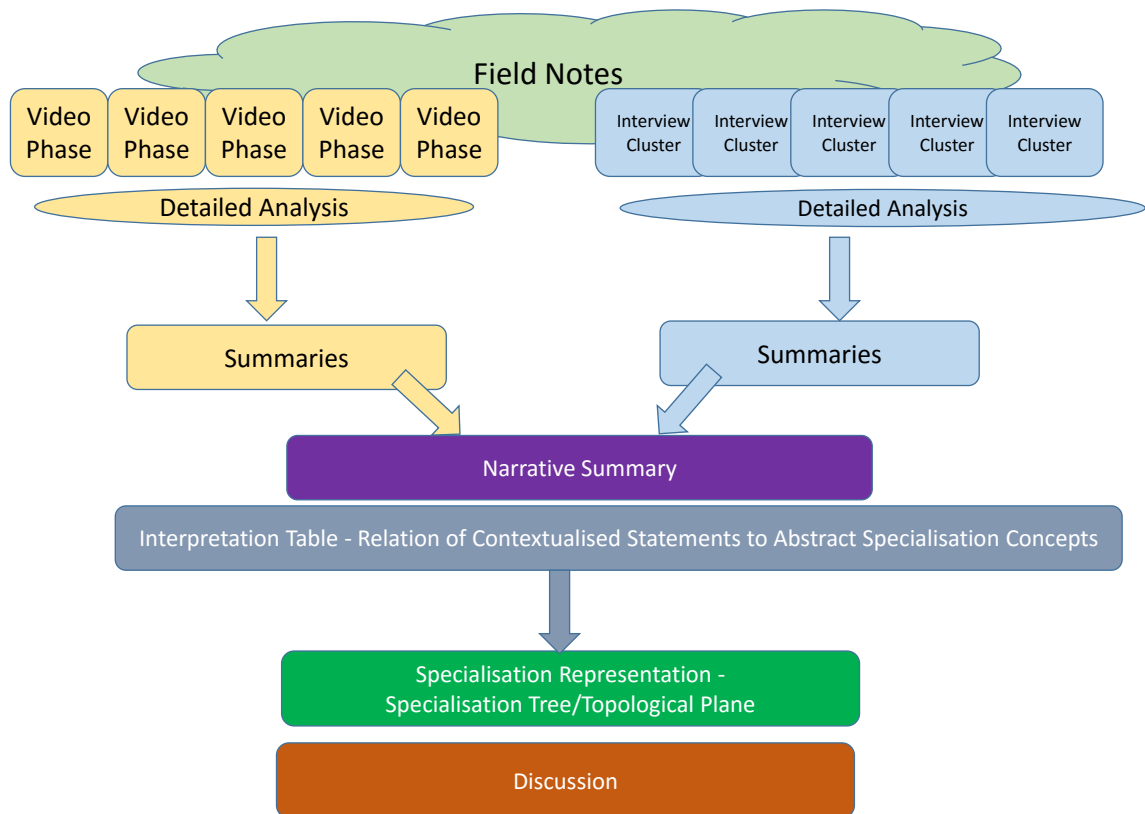 Field Notes
Video
Phase
Video
Phase
Video
Phase
Video
Phase
Video
Phase
Interview
Cluster
Interview
Cluster
Interview
Cluster
Interview
Cluster
Interview
Cluster
Detailed Analysis
Detailed Analysis
Summaries
Summaries
Narrative Summary
Interpretation Table - Relation of Contextualised Statements to Abstract Specialisation Concepts
Specialisation Representation -
Specialisation Tree/Topological Plane
Discussion